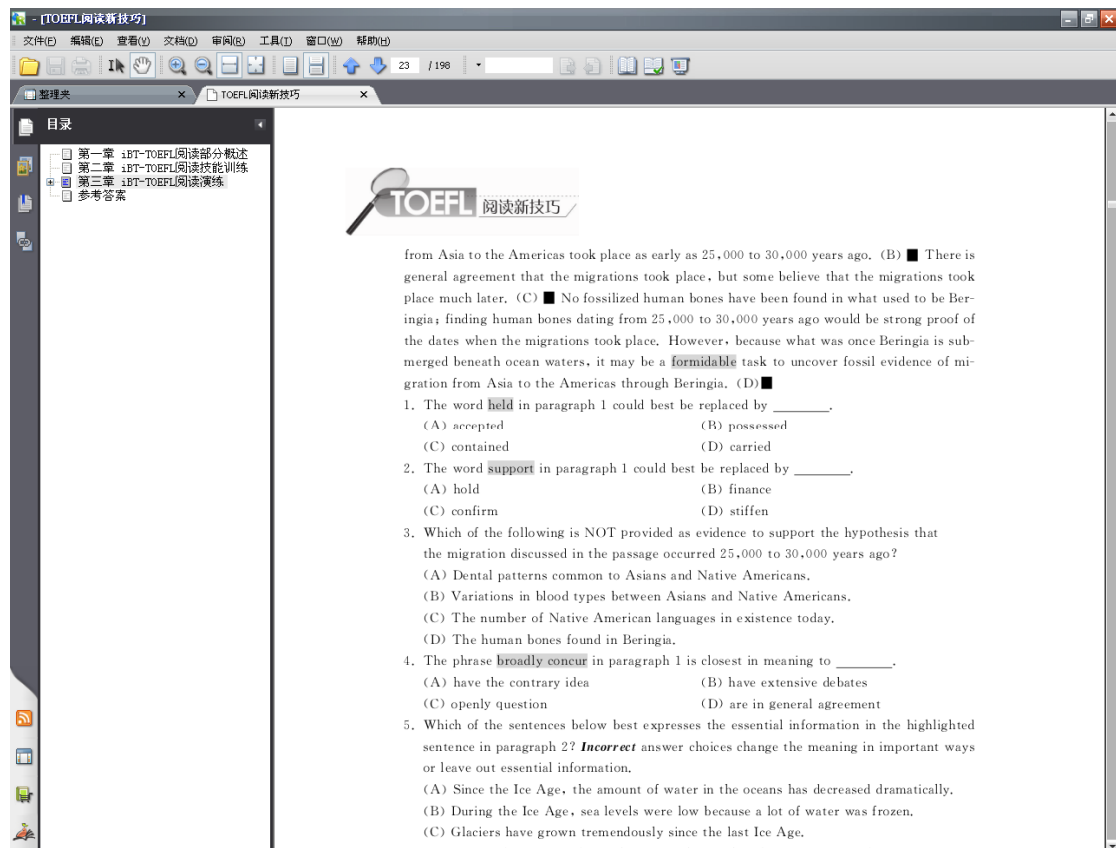 - [TOEFL阅读新技巧]
文件(F) 编辑(E) 查看(V) 文档(D) 审阅(R) 工具(T) 窗口(W) 帮助(H)
23 / 198
整理夹 × TOEFL阅读新技巧 ×
目录
第一章 iBT-TOEFL阅读部分概述
第二章 iBT-TOEFL阅读技能训练
第三章 iBT-TOEFL阅读演练
参考答案
TOEFL 阅读新技巧
from Asia to the Americas took place as early as 25,000 to 30,000 years ago. (B) ■ There is
general agreement that the migrations took place, but some believe that the migrations took
place much later. (C) ■ No fossilized human bones have been found in what used to be Ber-
ingia; finding human bones dating from 25,000 to 30,000 years ago would be strong proof of
the dates when the migrations took place. However, because what was once Beringia is sub-
merged beneath ocean waters, it may be a formidable task to uncover fossil evidence of mi-
gration from Asia to the Americas through Beringia. (D)■
1. The word held in paragraph 1 could best be replaced by ________.
(A) accepted (B) possessed
(C) contained (D) carried
2. The word support in paragraph 1 could best be replaced by ________.
(A) hold (B) finance
(C) confirm (D) stiffen
3. Which of the following is NOT provided as evidence to support the hypothesis that
the migration discussed in the passage occurred 25,000 to 30,000 years ago?
(A) Dental patterns common to Asians and Native Americans.
(B) Variations in blood types between Asians and Native Americans.
(C) The number of Native American languages in existence today.
(D) The human bones found in Beringia.
4. The phrase broadly concur in paragraph 1 is closest in meaning to ________.
(A) have the contrary idea (B) have extensive debates
(C) openly question (D) are in general agreement
5. Which of the sentences below best expresses the essential information in the highlighted
sentence in paragraph 2? Incorrect answer choices change the meaning in important ways
or leave out essential information.
(A) Since the Ice Age, the amount of water in the oceans has decreased dramatically.
(B) During the Ice Age, sea levels were low because a lot of water was frozen.
(C) Glaciers have grown tremendously since the last Ice Age.